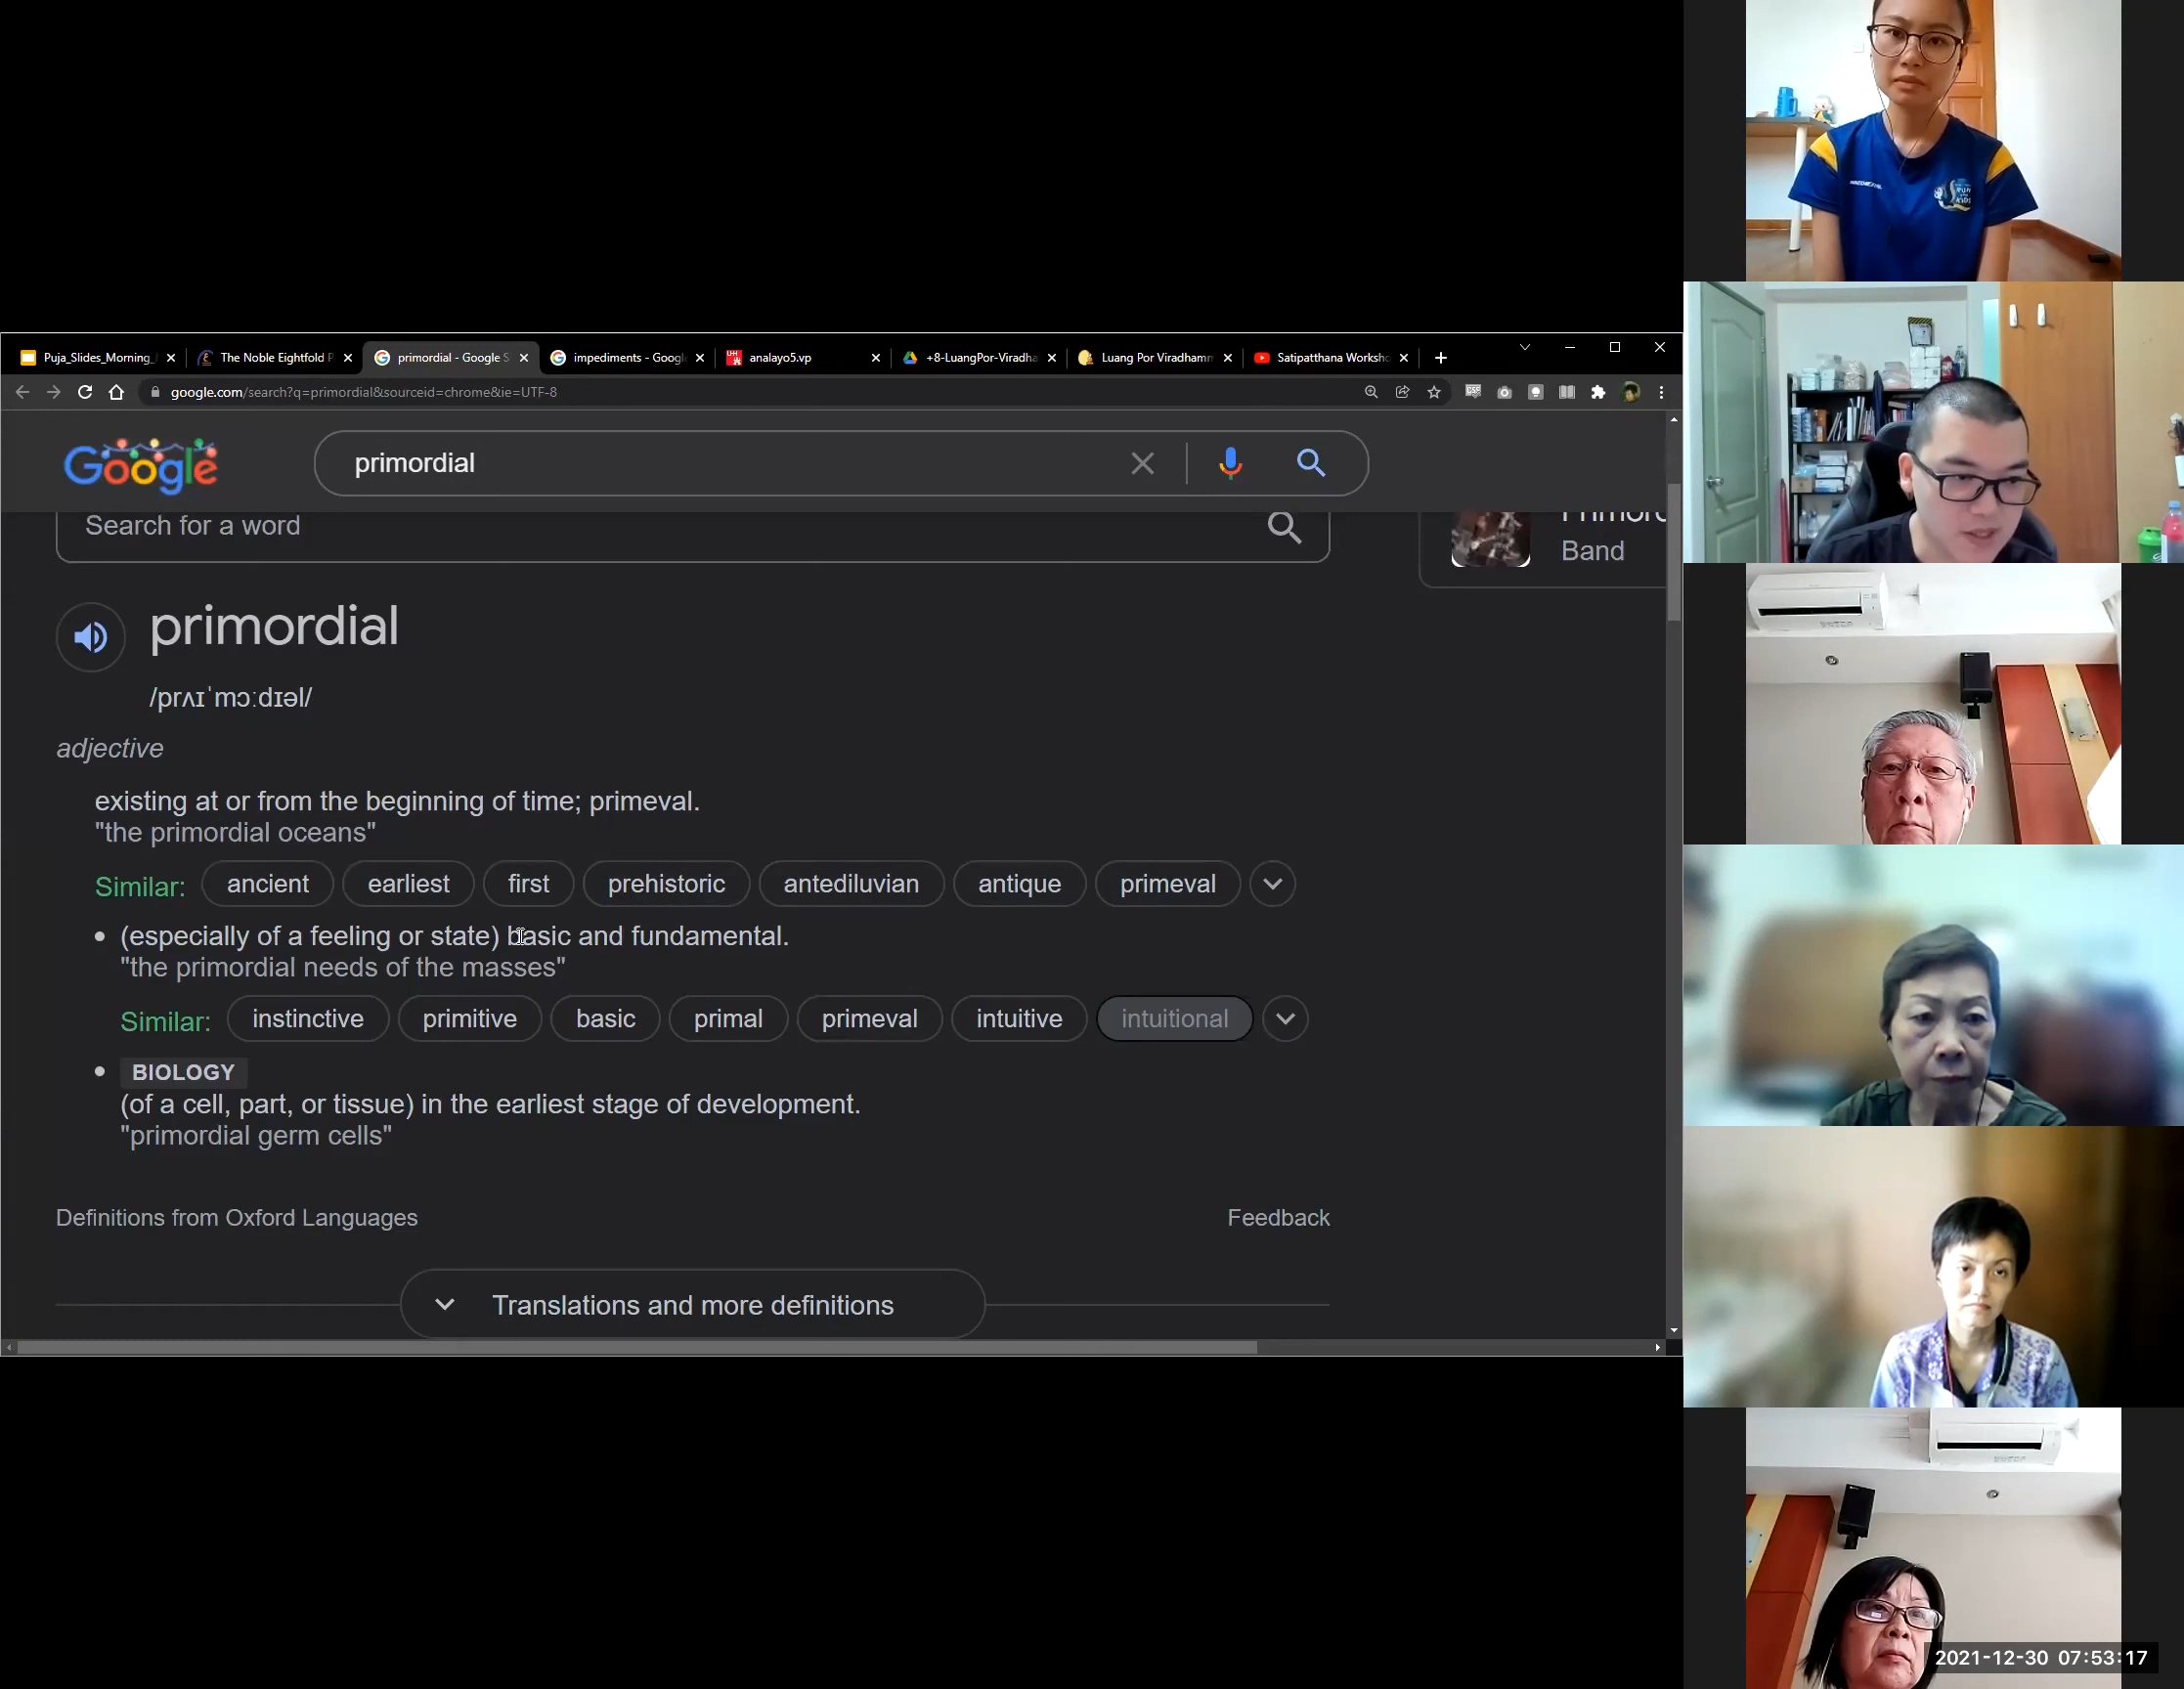 Puja_Slides_Morning_
The Noble Eightfold P
primordial - Google S
impediments - Googl
analayo5.vp
+8-LuangPor-Viradha
Luang Por Viradhamm
Satipatthana Worksho
google.com/search?q=primordial&sourceid=chrome&ie=UTF-8
Google
primordial
Search for a word
Band
primordial
/prʌɪˈmɔːdɪəl/
adjective
existing at or from the beginning of time; primeval.
"the primordial oceans"
Similar: ancient earliest first prehistoric antediluvian antique primeval
(especially of a feeling or state) basic and fundamental.
"the primordial needs of the masses"
Similar: instinctive primitive basic primal primeval intuitive intuitional
BIOLOGY
(of a cell, part, or tissue) in the earliest stage of development.
"primordial germ cells"
Definitions from Oxford Languages
Feedback
Translations and more definitions
2021-12-30 07:53:17